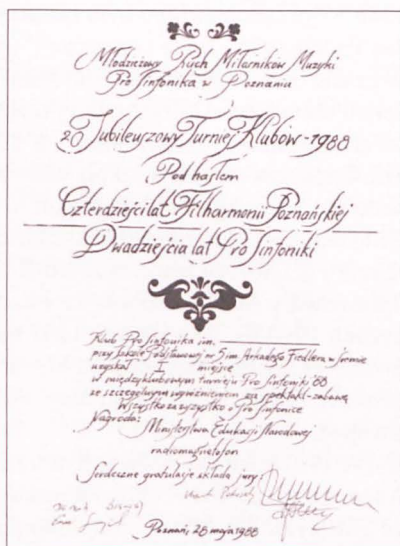 Młodzieżowy Ruch Miłośników Muzyki
Pro Sinfonika w Poznaniu
20 Jubileuszowy Turniej Klubów - 1988
Pod hasłem
Czterdzieści lat Filharmonii Poznańskiej
Dwadzieścia lat Pro Sinfoniki
Klub Pro Sinfonika im.
przy Szkole Podstawowej nr 5 im Arkadego Fiedlera w
uzyskał I miejsce
w międzyklubowym turnieju Pro Sinfoniki '88
ze szczególnym wyróżnieniem za spektakl-zabawę
Wszystko za wszystko o Pro Sinfonice
Nagroda:
Ministerstwa Edukacji Narodowej
radiomagnetofon
Serdeczne gratulacje składa jury:
Poznań, 28 maja 1988